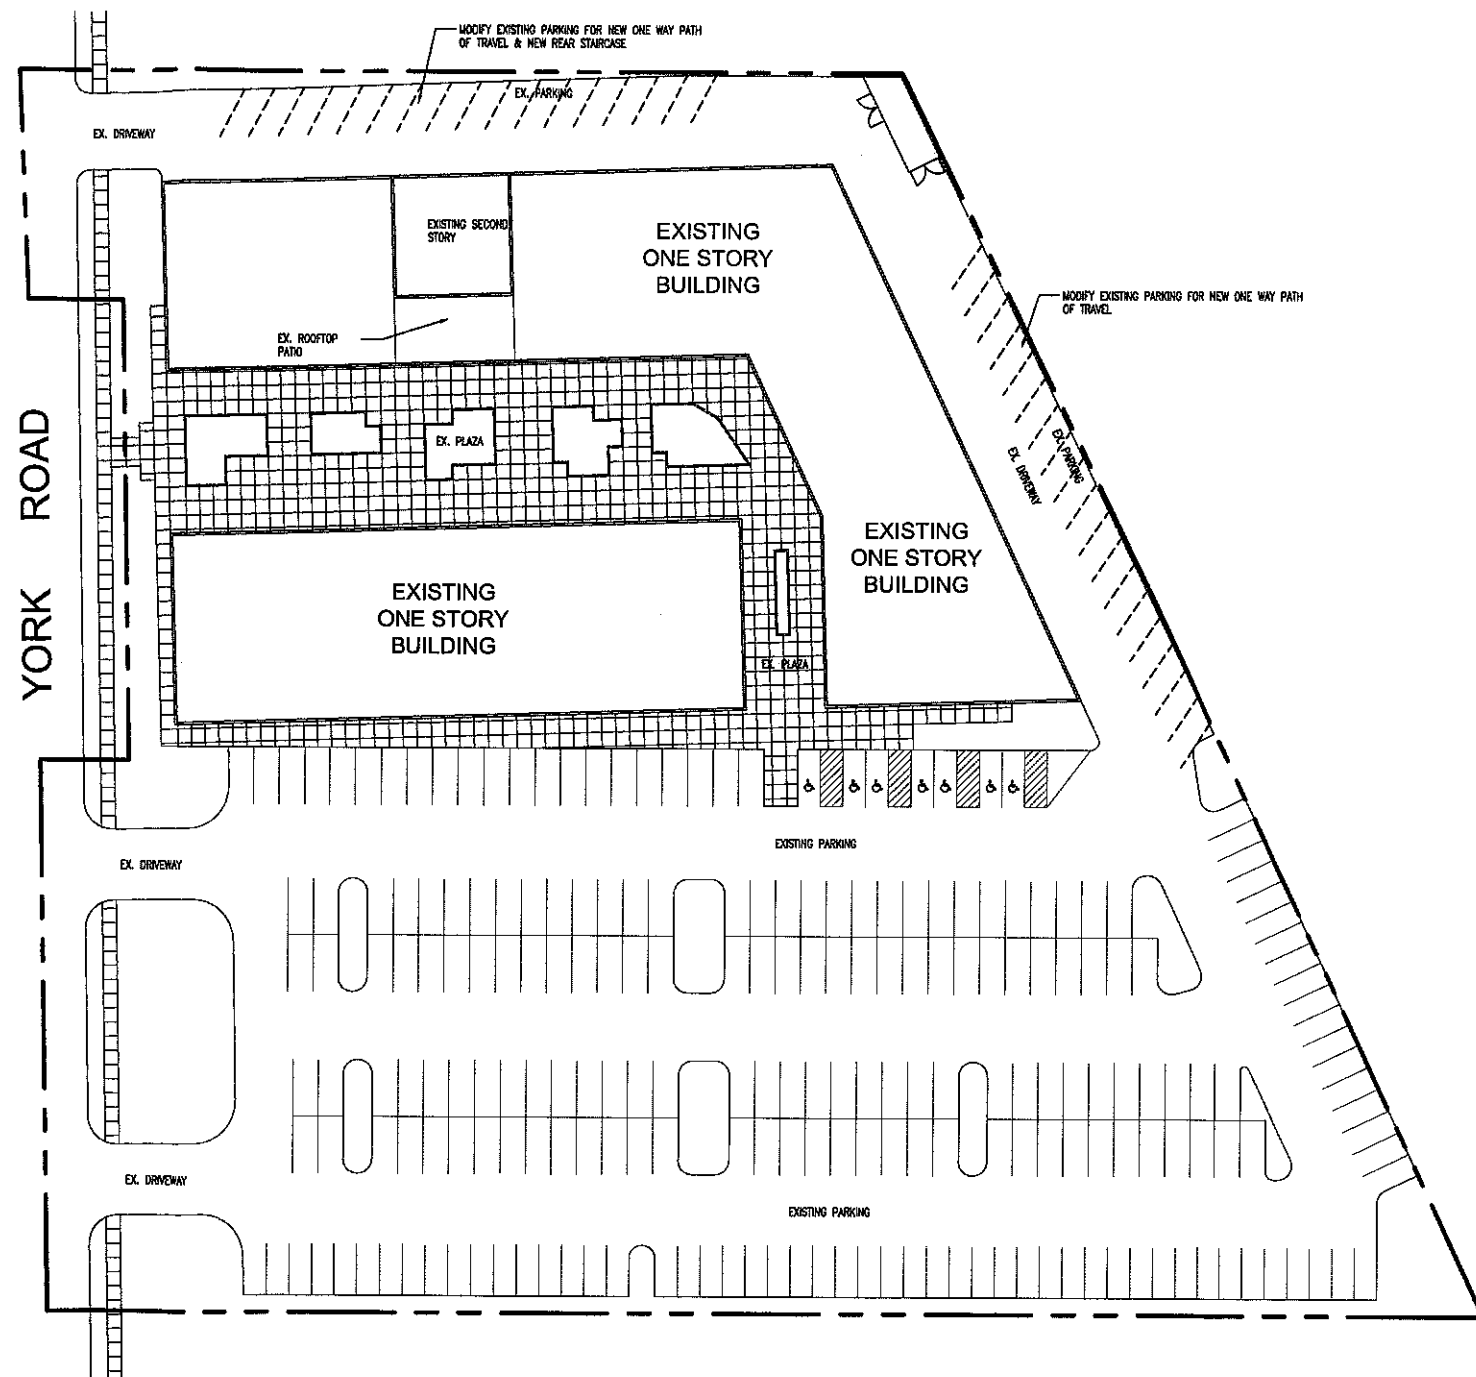 MODIFY EXISTING PARKING FOR NEW ONE WAY PATH
OF TRAVEL & NEW REAR STAIRCASE
EX. PARKING
EX. DRIVEWAY
EXISTING SECOND
STORY
EXISTING
ONE STORY
BUILDING
MODIFY EXISTING PARKING FOR NEW ONE WAY PATH
OF TRAVEL
EX. ROOFTOP
PATIO
EX. PLAZA
EX. PARKING
EX. DRIVEWAY
YORK ROAD
EXISTING
ONE STORY
BUILDING
EXISTING
ONE STORY
BUILDING
EX. PLAZA
EXISTING PARKING
EX. DRIVEWAY
EX. DRIVEWAY
EXISTING PARKING